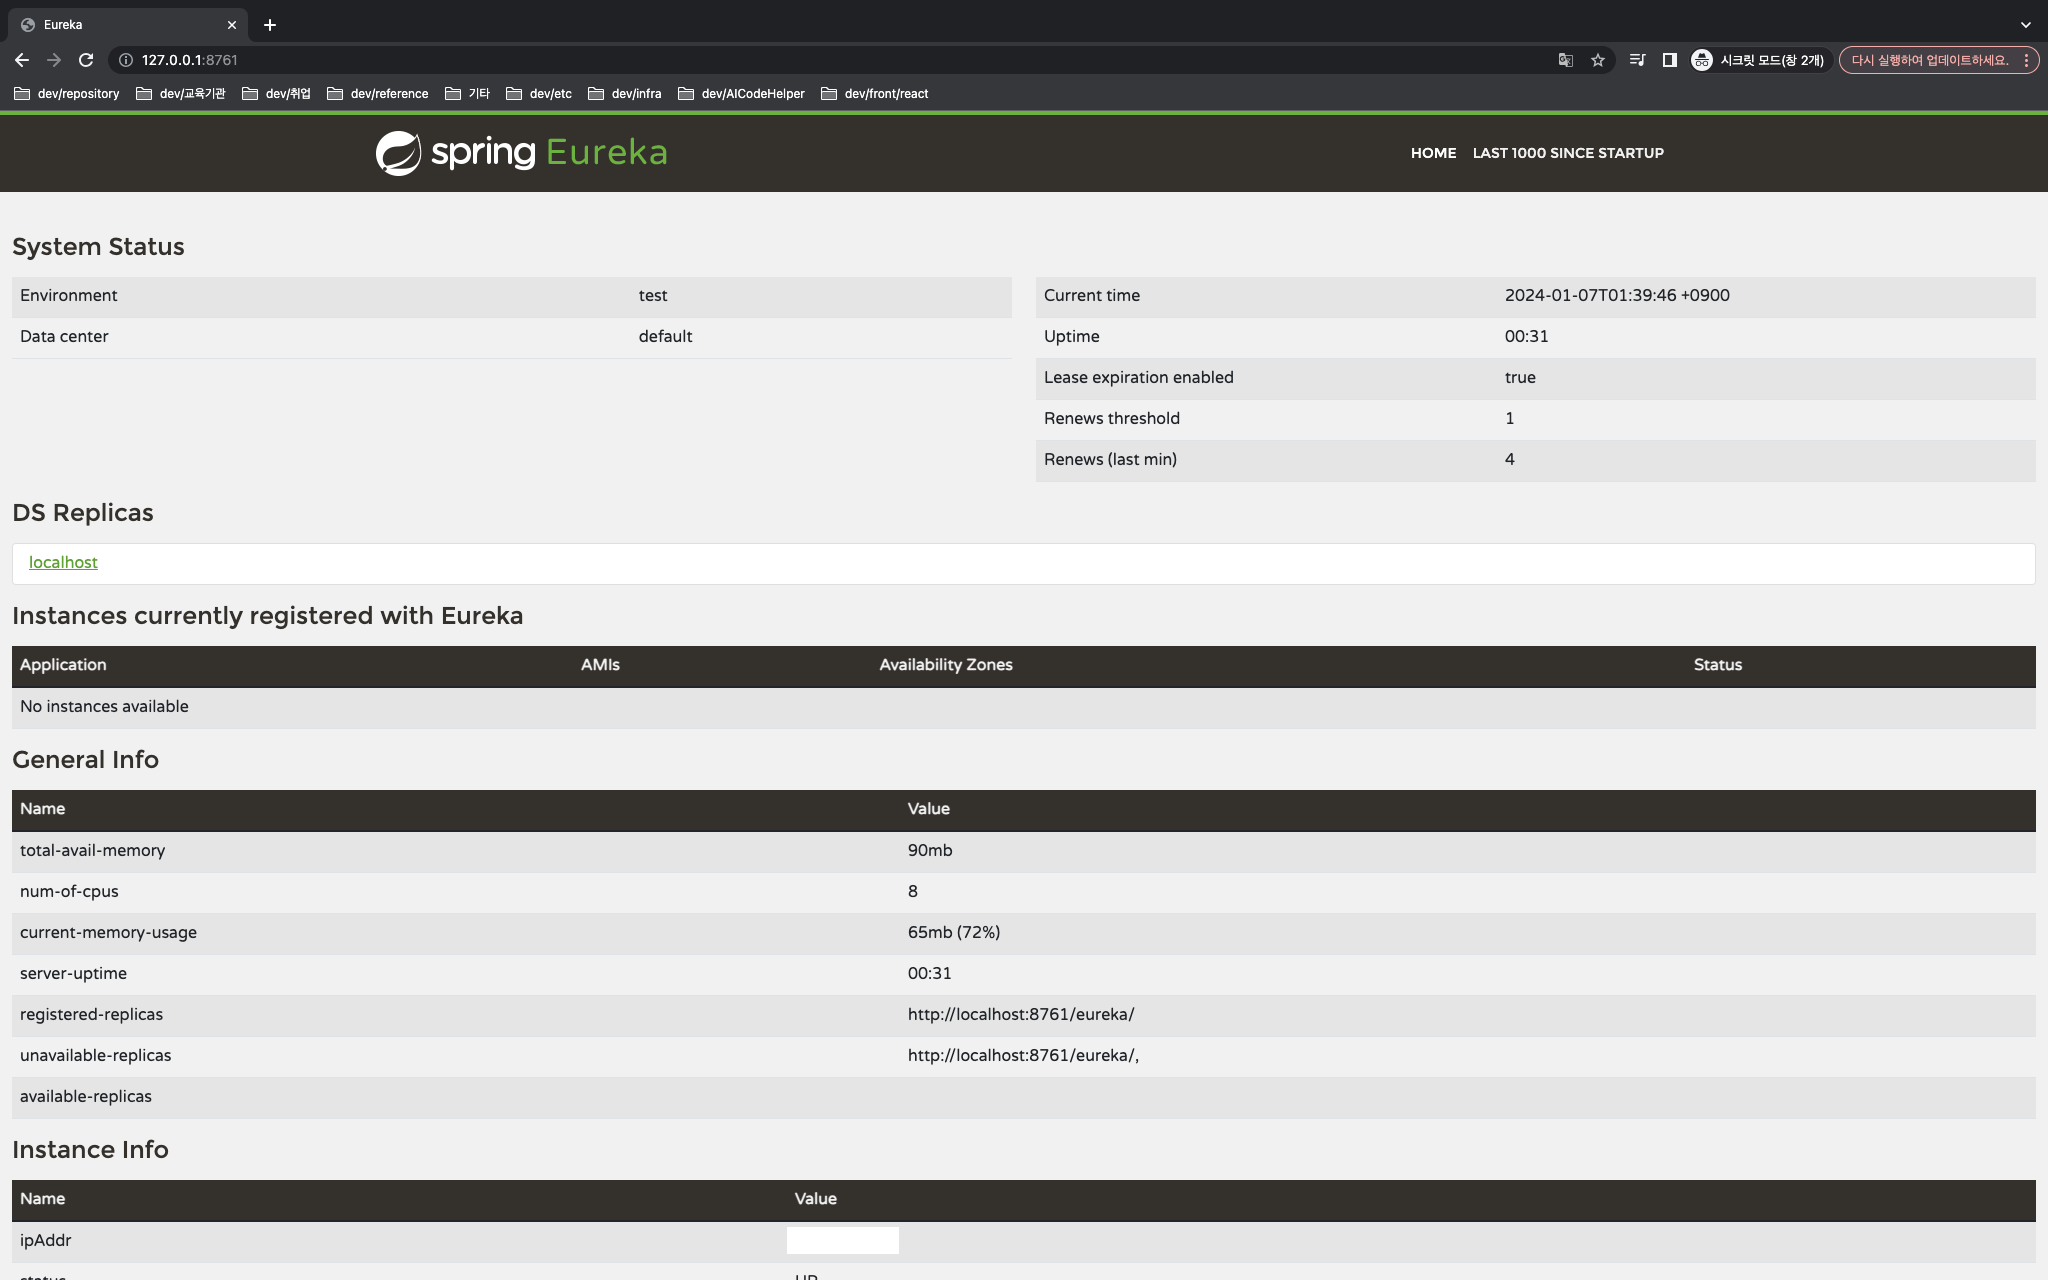 Eureka
127.0.0.1:8761
시크릿 모드(창 2개)
다시 실행하여 업데이트하세요.
dev/repository dev/교육기관 dev/취업 dev/reference 기타 dev/etc dev/infra dev/AICodeHelper dev/front/react
spring Eureka
HOME LAST 1000 SINCE STARTUP
System Status
Environment test
Data center default
Current time 2024-01-07T01:39:46 +0900
Uptime 00:31
Lease expiration enabled true
Renews threshold 1
Renews (last min) 4
DS Replicas
localhost
Instances currently registered with Eureka
Application AMIs Availability Zones Status
No instances available
General Info
Name Value
total-avail-memory 90mb
num-of-cpus 8
current-memory-usage 65mb (72%)
server-uptime 00:31
registered-replicas http://localhost:8761/eureka/
unavailable-replicas http://localhost:8761/eureka/,
available-replicas
Instance Info
Name Value
ipAddr
status UP